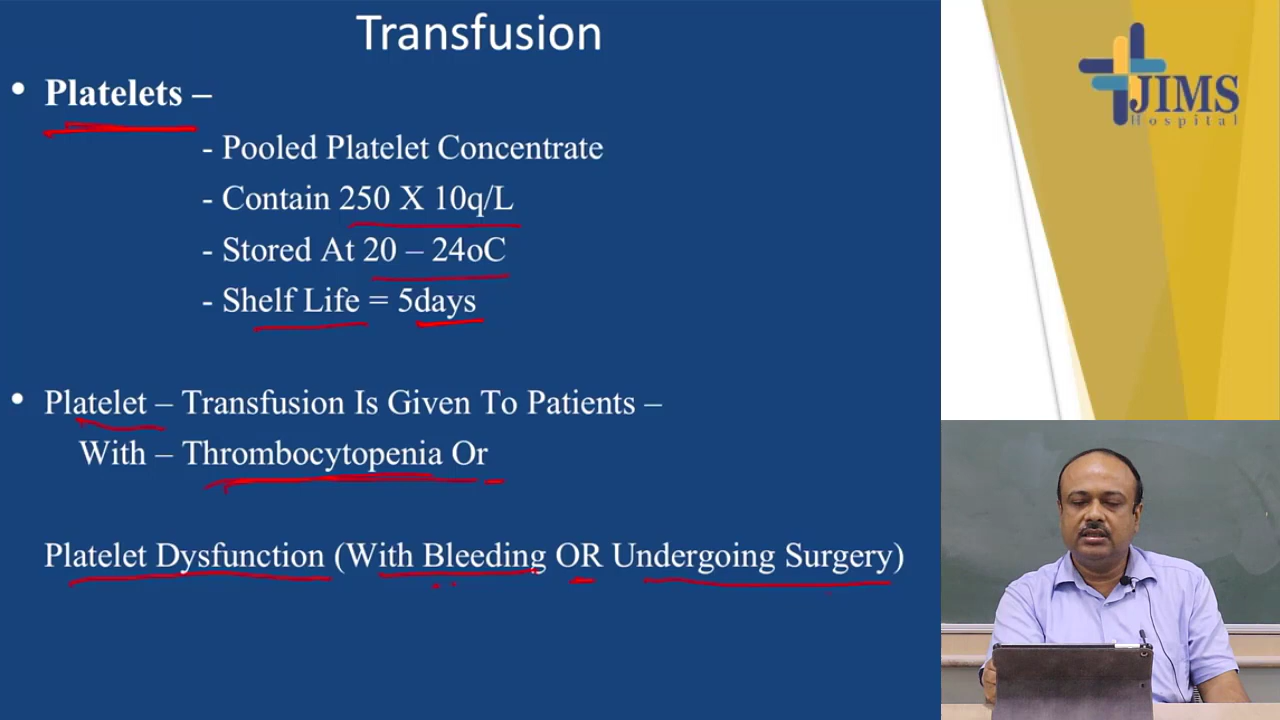 Transfusion
• Platelets –
- Pooled Platelet Concentrate
- Contain 250 X 10q/L
- Stored At 20 – 24oC
- Shelf Life = 5days
• Platelet – Transfusion Is Given To Patients –
With – Thrombocytopenia Or
Platelet Dysfunction (With Bleeding OR Undergoing Surgery)
JIMS
Hospital